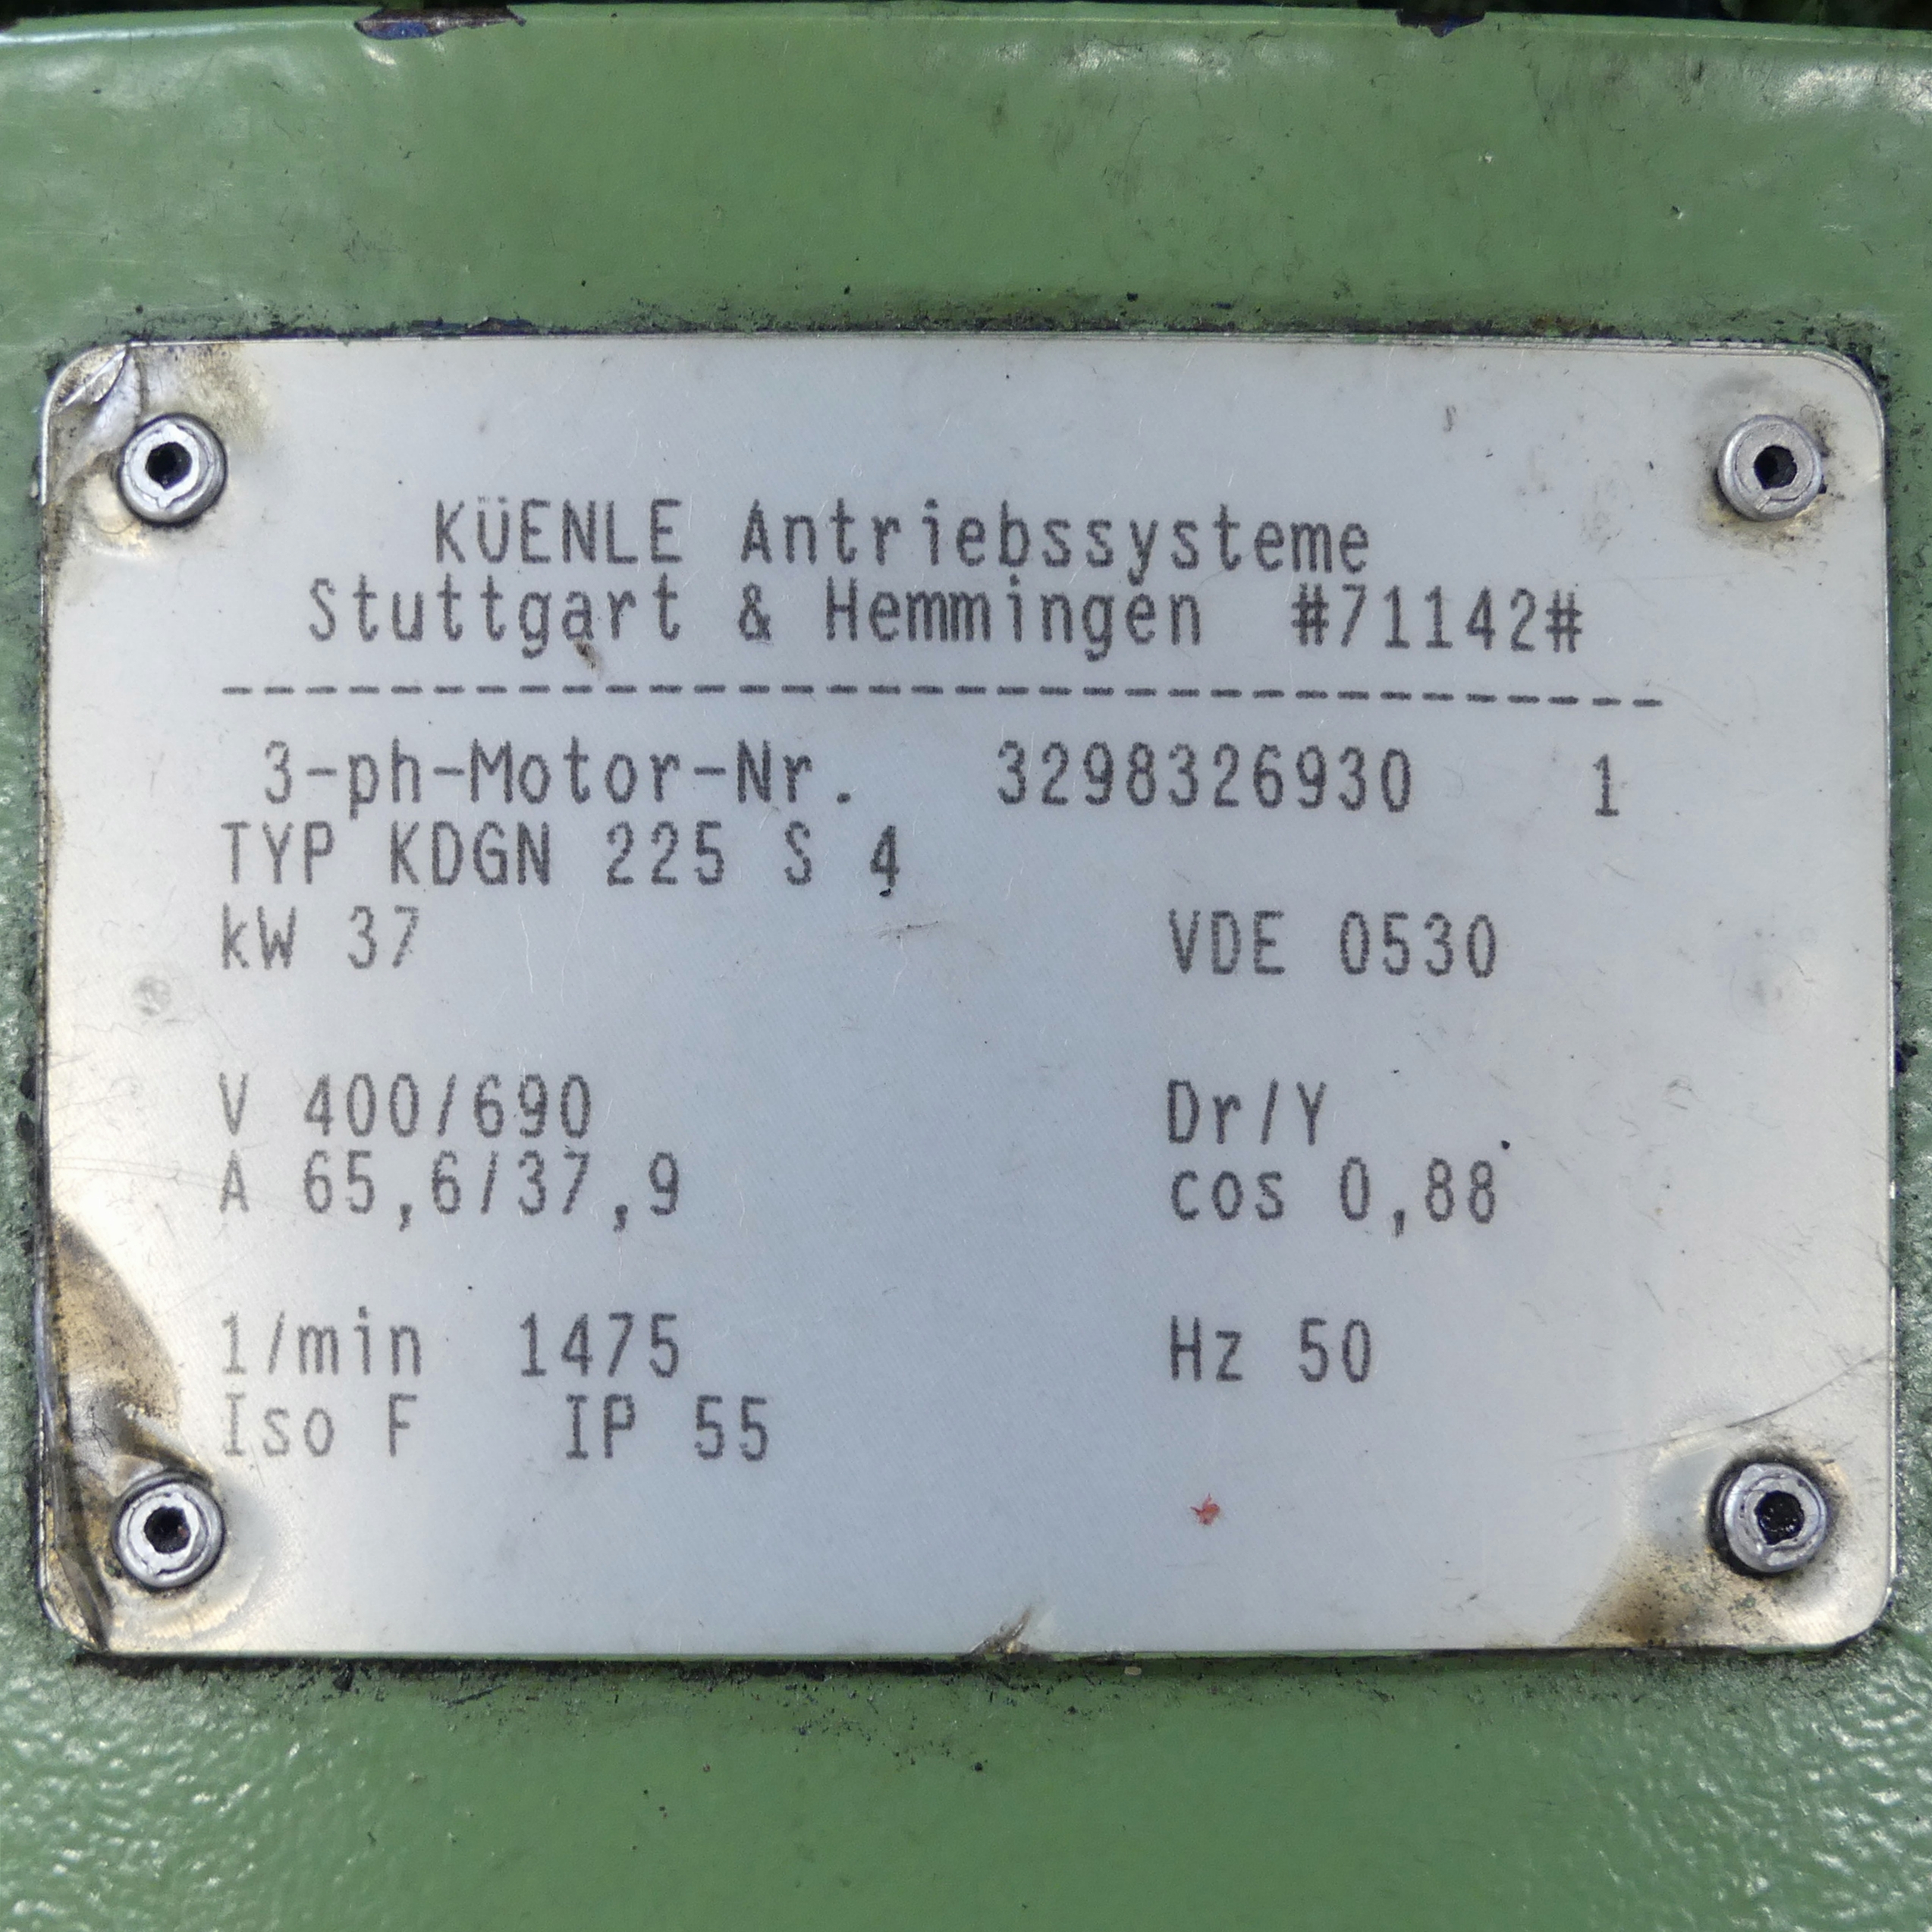 KÜENLE Antriebssysteme
Stuttgart & Hemmingen #71142#
----------------------------------
3-ph-Motor-Nr. 3298326930 1
TYP KDGN 225 S 4
kW 37 VDE 0530
V 400/690 Dr/Y
A 65,6/37,9 cos 0,88
1/min 1475 Hz 50
Iso F IP 55